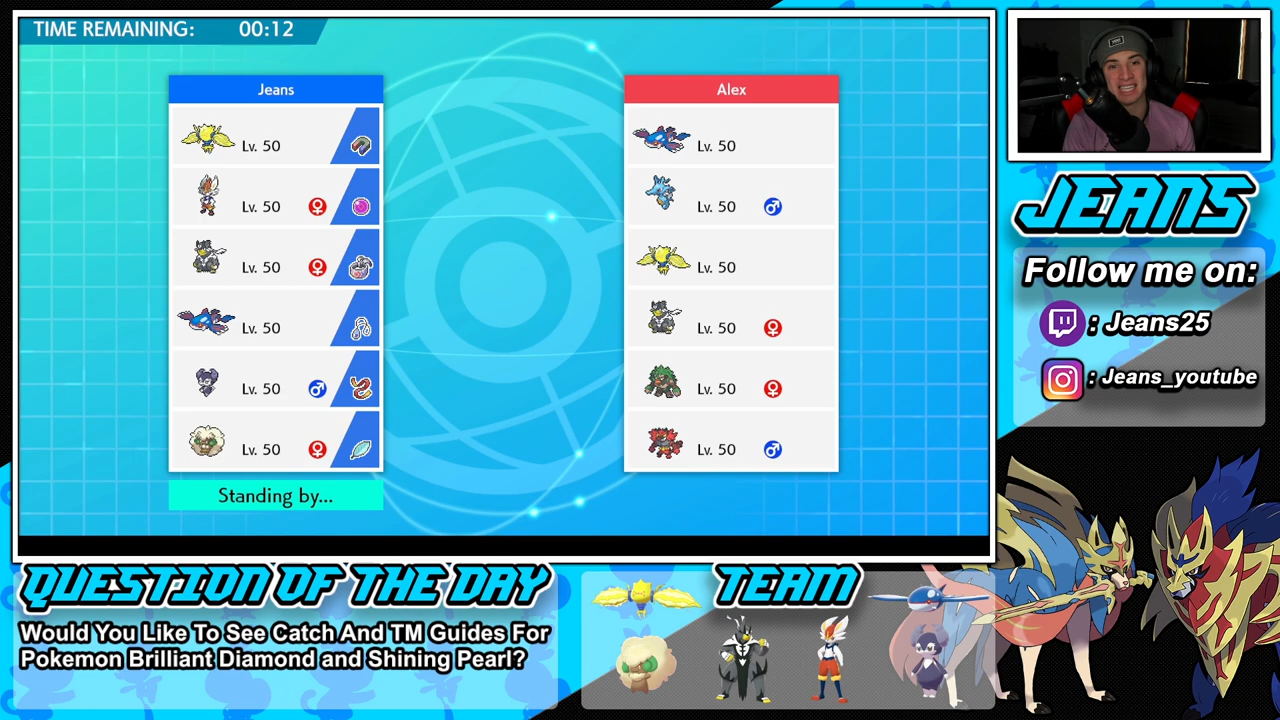 TIME REMAINING: 00:12
Jeans
Lv. 50
Lv. 50
Lv. 50
Lv. 50
Lv. 50
Lv. 50
Standing by...
Alex
Lv. 50
Lv. 50
Lv. 50
Lv. 50
Lv. 50
Lv. 50
JEANS
Follow me on:
: Jeans25
: Jeans_youtube
QUESTION OF THE DAY
Would You Like To See Catch And TM Guides For
Pokemon Brilliant Diamond and Shining Pearl?
TEAM